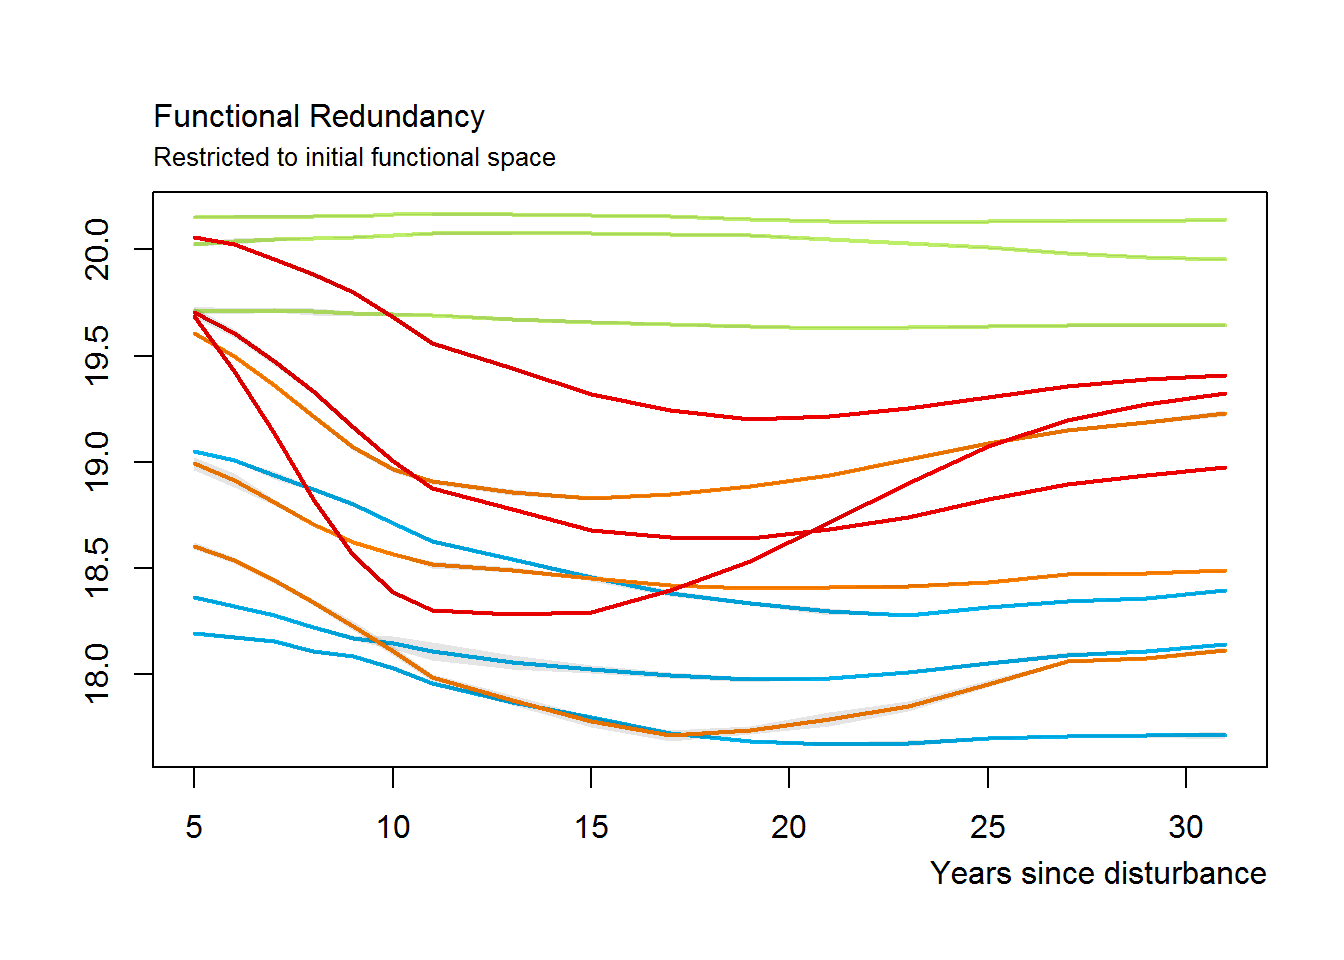 Functional Redundancy
Restricted to initial functional space
20.0
19.5
19.0
18.5
18.0
5 10 15 20 25 30
Years since disturbance